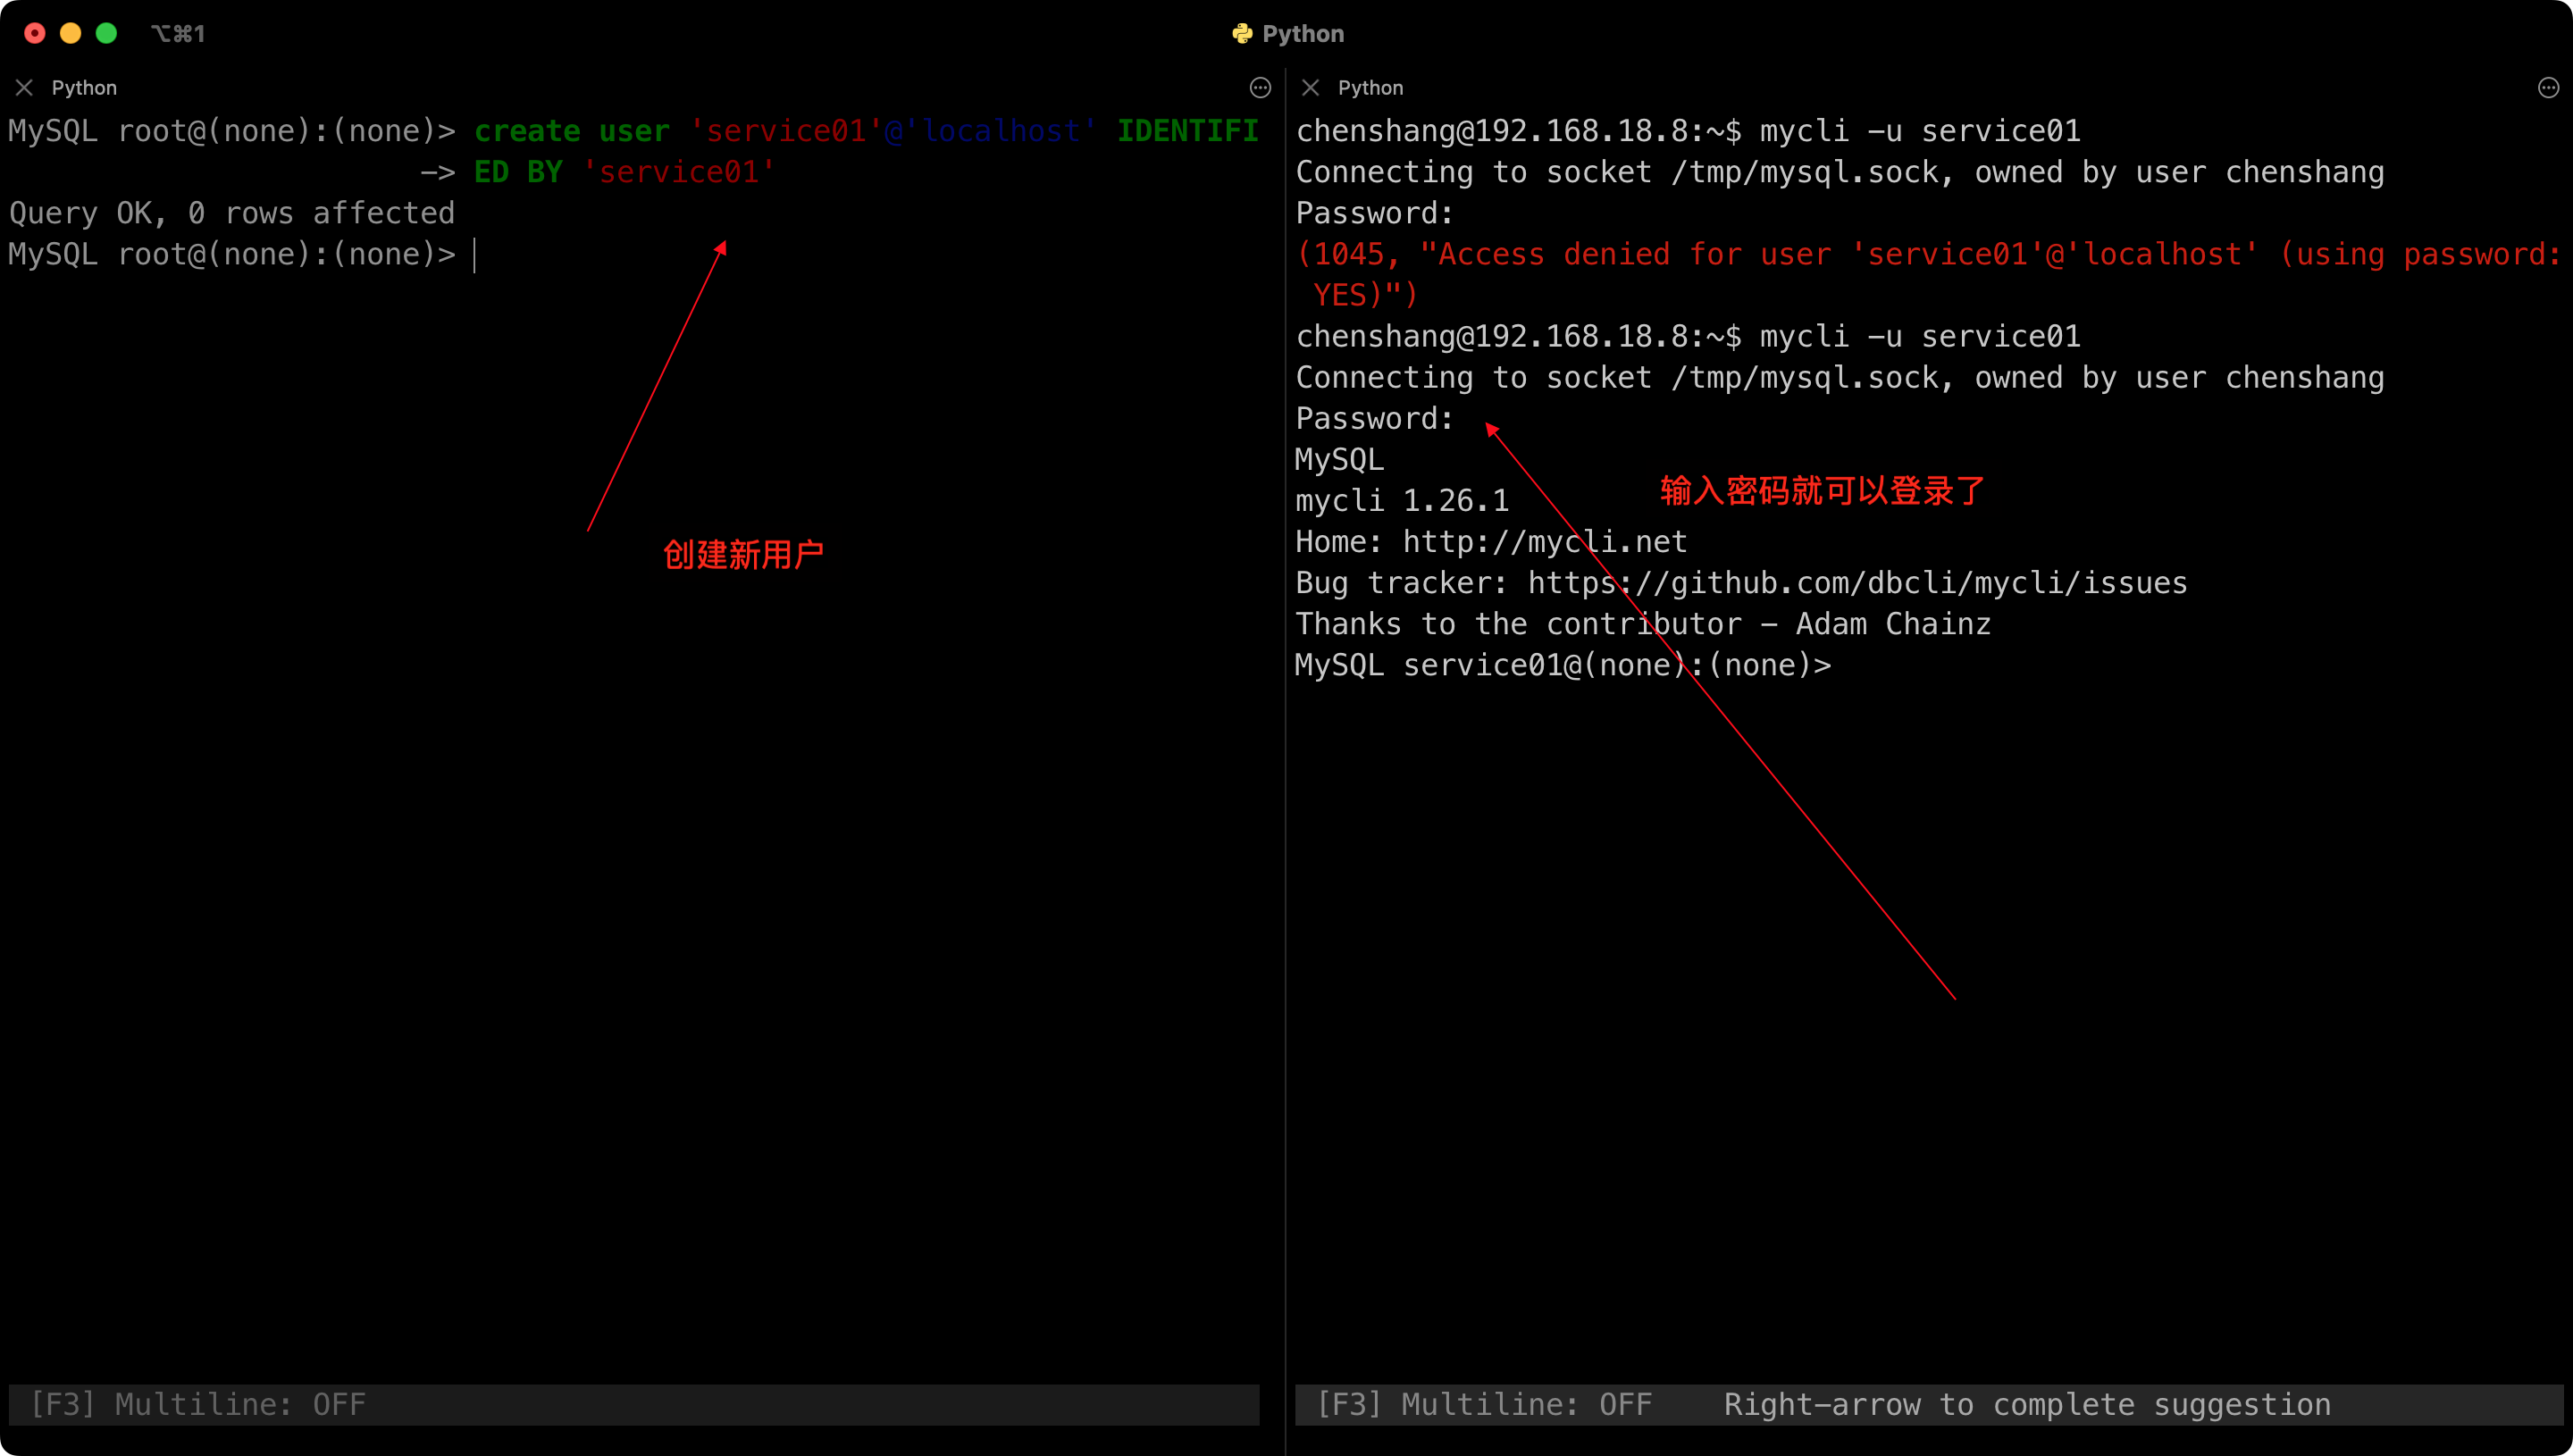 ⌥⌘1
Python
Python
MySQL root@(none):(none)> create user 'service01'@'localhost' IDENTIFI
-> ED BY 'service01'
Query OK, 0 rows affected
MySQL root@(none):(none)>
创建新用户
[F3] Multiline: OFF
Python
chenshang@192.168.18.8:~$ mycli -u service01
Connecting to socket /tmp/mysql.sock, owned by user chenshang
Password:
(1045, "Access denied for user 'service01'@'localhost' (using password:
YES)")
chenshang@192.168.18.8:~$ mycli -u service01
Connecting to socket /tmp/mysql.sock, owned by user chenshang
Password:
MySQL
输入密码就可以登录了
mycli 1.26.1
Home: http://mycli.net
Bug tracker: https://github.com/dbcli/mycli/issues
Thanks to the contributor - Adam Chainz
MySQL service01@(none):(none)>
[F3] Multiline: OFF Right-arrow to complete suggestion